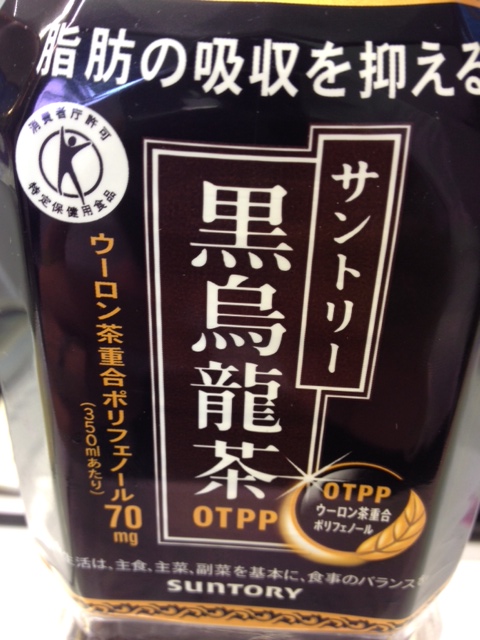 脂肪の吸収を抑える
消費者庁許可
特定保健用食品
サントリー
黒烏龍茶
OTPP
ウーロン茶重合ポリフェノール
(350mlあたり)
70
mg
OTPP
ウーロン茶重合
ポリフェノール
活は、主食、主菜、副菜を基本に、食事のバランスを
SUNTORY